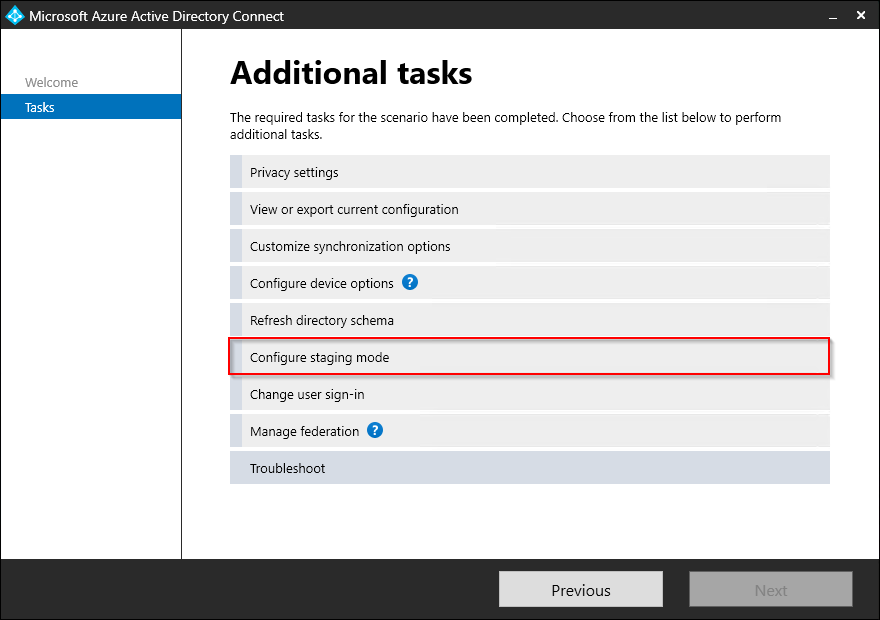 Microsoft Azure Active Directory Connect
Welcome
Tasks
Additional tasks
The required tasks for the scenario have been completed. Choose from the list below to perform
additional tasks.
Privacy settings
View or export current configuration
Customize synchronization options
Configure device options ?
Refresh directory schema
Configure staging mode
Change user sign-in
Manage federation ?
Troubleshoot
Previous
Next